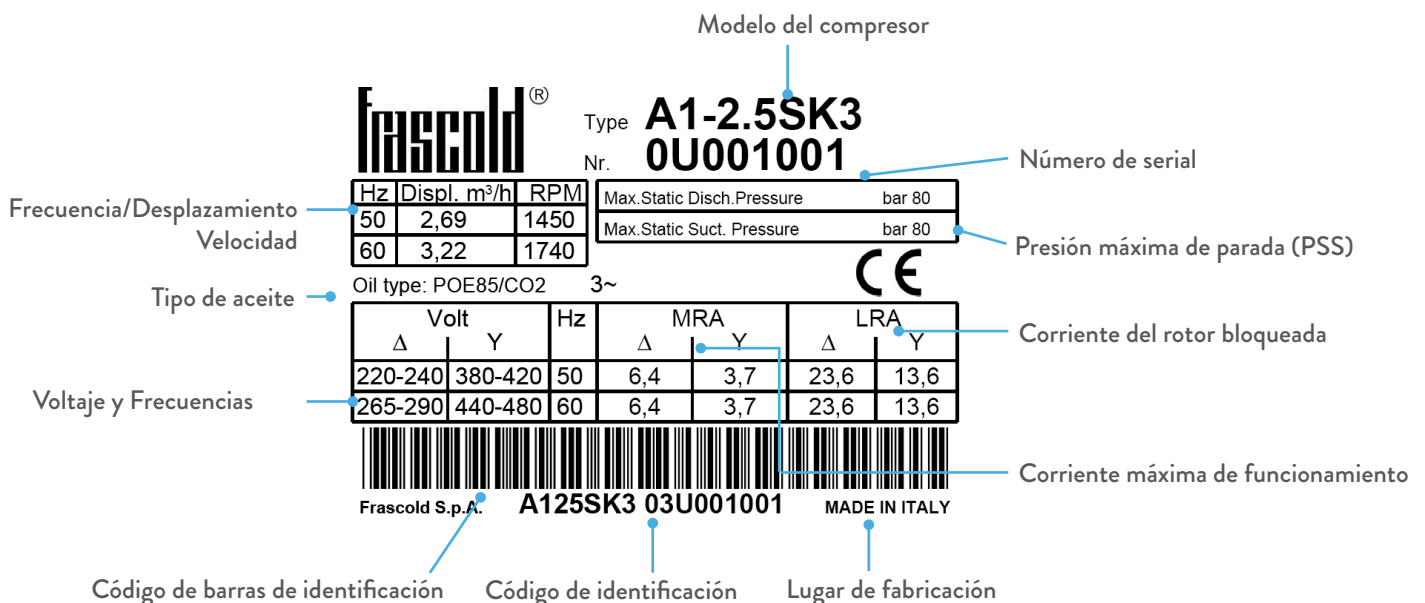 Modelo del compresor
frascold®
Type A1-2.5SK3
Nr. 0U001001
Número de serial
Frecuencia/Desplazamiento
Velocidad
Hz Displ. m³/h RPM
50 2,69 1450
60 3,22 1740
Max.Static Disch.Pressure bar 80
Max.Static Suct. Pressure bar 80
Presión máxima de parada (PSS)
CE
Tipo de aceite
Oil type: POE85/CO2 3~
Volt Hz MRA LRA
Δ Y Δ Y Δ Y
Corriente del rotor bloqueada
220-240 380-420 50 6,4 3,7 23,6 13,6
265-290 440-480 60 6,4 3,7 23,6 13,6
Voltaje y Frecuencias
Corriente máxima de funcionamiento
Frascold S.p.A. A125SK3 03U001001 MADE IN ITALY
Código de barras de identificación
Código de identificación
Lugar de fabricación